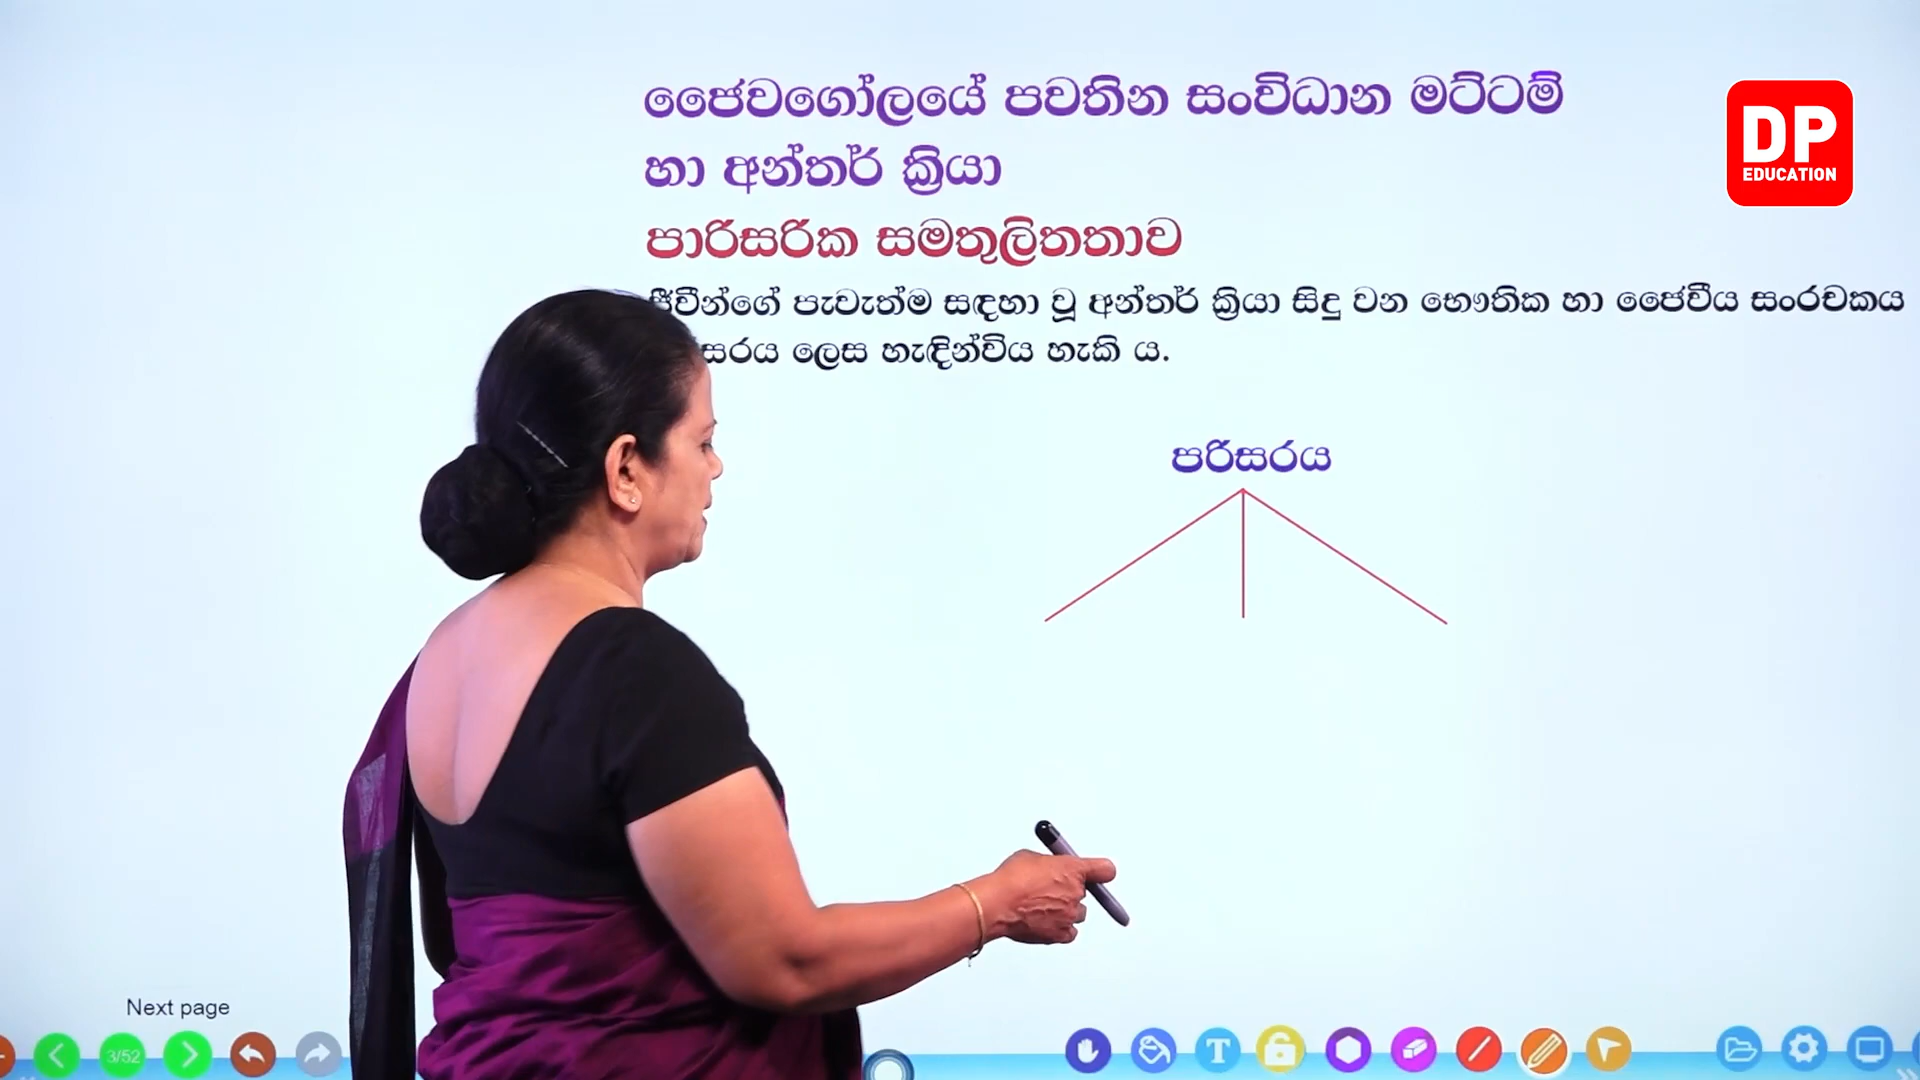 ජෛවගෝලයේ පවතින සංවිධාන මට්ටම්
හා අන්තර් ක්‍රියා
පාරිසරික සමතුලිතතාව
ජීවීන්ගේ පැවැත්ම සඳහා වූ අන්තර් ක්‍රියා සිදු වන භෞතික හා ජෛවීය සංරචකය
ලෙස හැඳින්විය හැකි ය.
පරිසරය
DP
EDUCATION
Next page
3/52
T